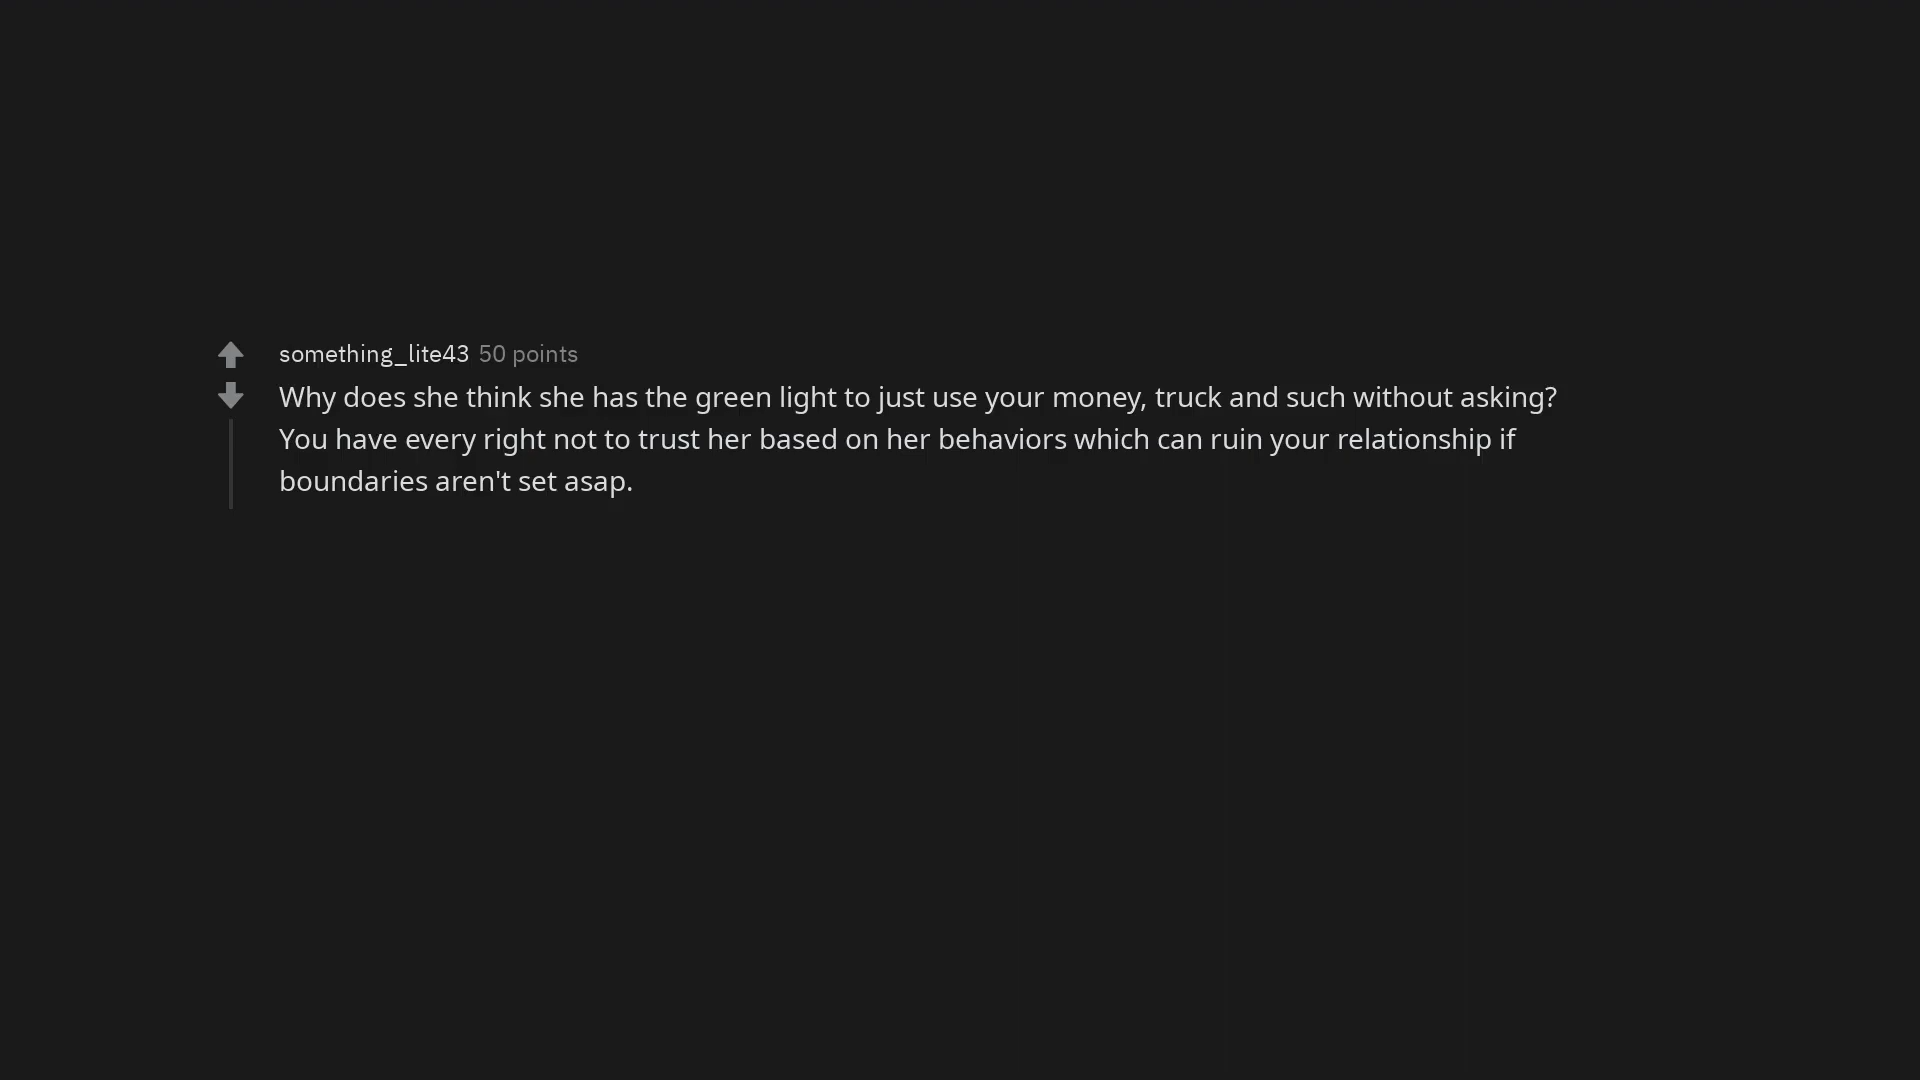 something_lite43 50 points
Why does she think she has the green light to just use your money, truck and such without asking?
You have every right not to trust her based on her behaviors which can ruin your relationship if
boundaries aren't set asap.